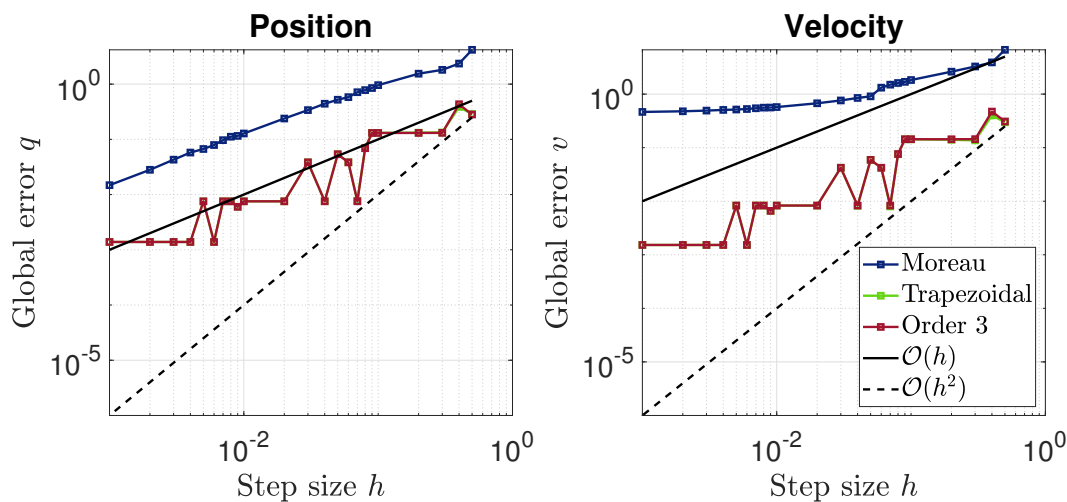 Position
Global error q
10^0
10^-5
10^-2
10^0
Step size h
Velocity
Global error v
10^0
10^-5
10^-2
10^0
Step size h
Moreau
Trapezoidal
Order 3
𝒪(h)
𝒪(h^2)